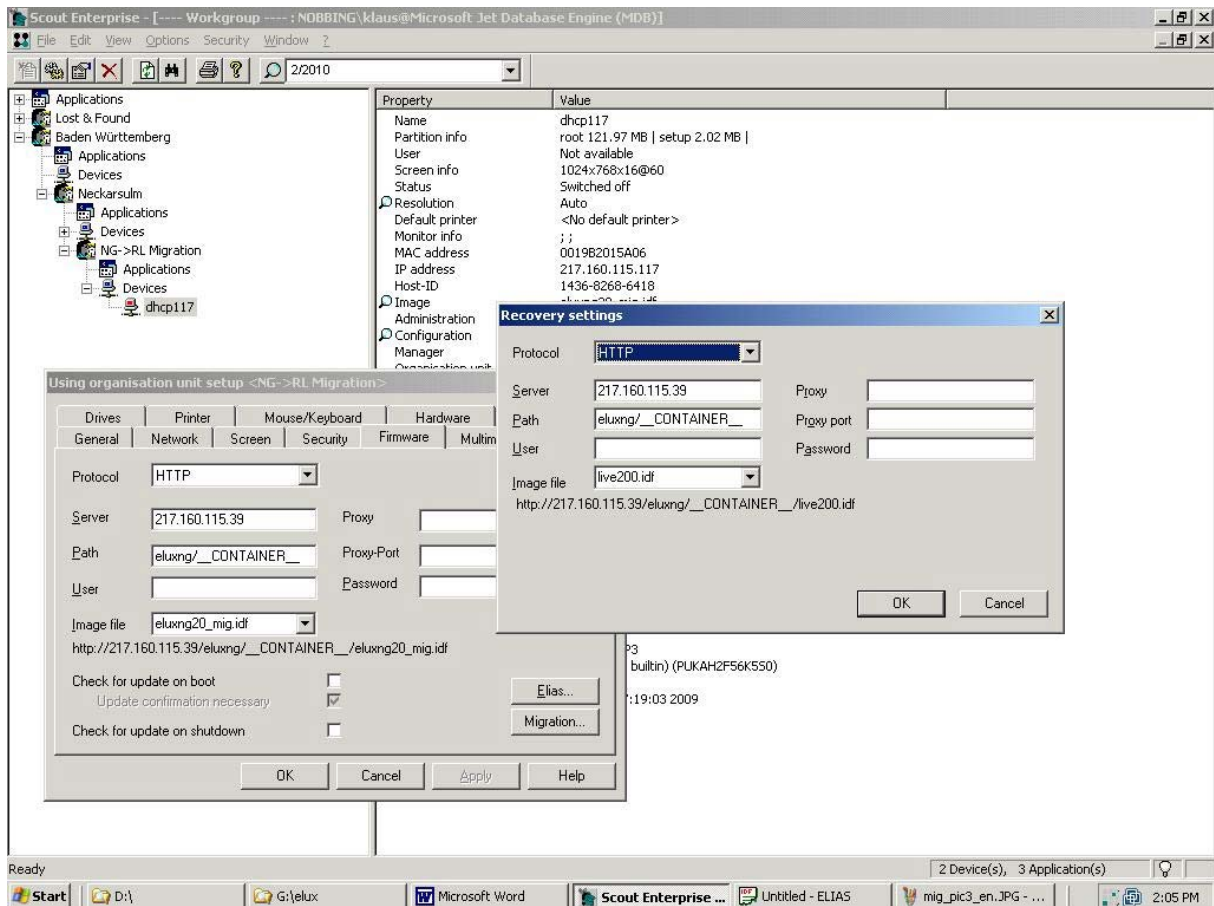 Scout Enterprise - [---- Workgroup ---- : NOBBING\klaus@Microsoft Jet Database Engine (MDB)]
File Edit View Options Security Window ?
2/2010
Applications
Lost & Found
Baden Württemberg
Applications
Devices
Neckarsulm
Applications
Devices
NG->RL Migration
Applications
Devices
dhcp117
Property Value
Name dhcp117
Partition info root 121.97 MB | setup 2.02 MB |
User Not available
Screen info 1024x768x16@60
Status Switched off
Resolution Auto
Default printer <No default printer>
Monitor info ; ;
MAC address 0019B2015A06
IP address 217.160.115.117
Host-ID 1436-8268-6418
Image
Administration
Configuration
Manager
Organisation unit
P3
builtin) (PUKAH2F56K5S0)
:19:03 2009
Using organisation unit setup <NG->RL Migration>
Drives Printer Mouse/Keyboard Hardware
General Network Screen Security Firmware Multim
Protocol HTTP
Server 217.160.115.39 Proxy
Path eluxng/__CONTAINER__ Proxy-Port
User Password
Image file eluxng20_mig.idf
http://217.160.115.39/eluxng/__CONTAINER__/eluxng20_mig.idf
Check for update on boot
Update confirmation necessary
Check for update on shutdown
Elias...
Migration...
OK Cancel Apply Help
Recovery settings
Protocol HTTP
Server 217.160.115.39 Proxy
Path eluxng/__CONTAINER__ Proxy port
User Password
Image file live200.idf
http://217.160.115.39/eluxng/__CONTAINER__/live200.idf
OK Cancel
Ready 2 Device(s), 3 Application(s)
Start D:\ G:\elux Microsoft Word Scout Enterprise ... Untitled - ELIAS mig_pic3_en.JPG - ... 2:05 PM